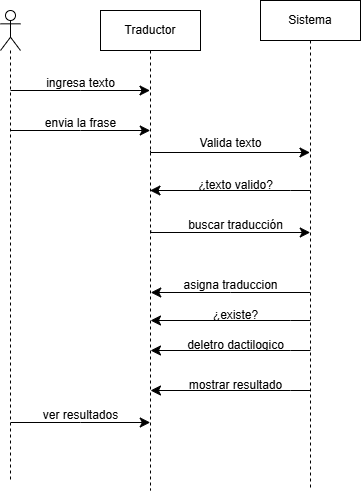 Traductor
Sistema
ingresa texto
envia la frase
Valida texto
¿texto valido?
buscar traducción
asigna traduccion
¿existe?
deletro dactilogico
mostrar resultado
ver resultados